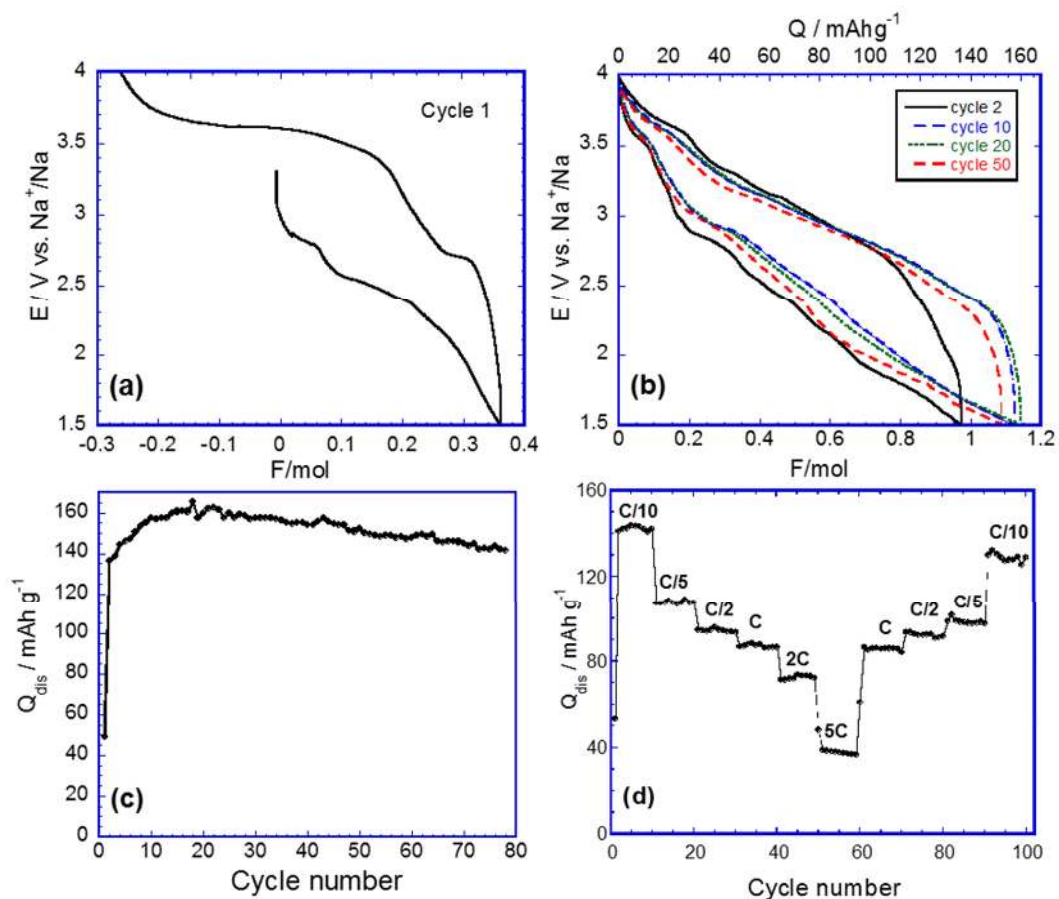 4
3.5
3
2.5
2
1.5
E / V vs. Na⁺/Na
Cycle 1
(a)
-0.3 -0.2 -0.1 0 0.1 0.2 0.3 0.4
F/mol
Q / mAhg⁻¹
0 20 40 60 80 100 120 140 160
4
3.5
3
2.5
2
1.5
E / V vs. Na⁺/Na
cycle 2
cycle 10
cycle 20
cycle 50
(b)
0 0.2 0.4 0.6 0.8 1 1.2
F/mol
160
140
120
100
80
60
40
20
0
Q_dis / mAh g⁻¹
(c)
0 10 20 30 40 50 60 70 80
Cycle number
160
120
80
40
0
Q_dis / mAh g⁻¹
C/10
C/5
C/2
C
2C
5C
C
C/2
C/5
C/10
(d)
0 20 40 60 80 100
Cycle number